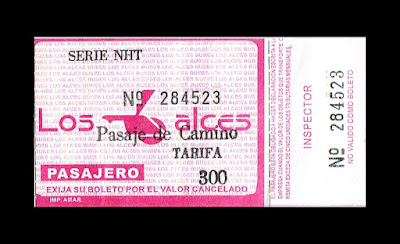 SERIE NHT
Nº 284523
Los alces
Pasaje de Camino
TARIFA
300
PASAJERO
EXIJA SU BOLETO POR EL VALOR CANCELADO
IMP. AMAR
INSPECTOR
Nº 284523
NO VALIDO COMO BOLETO